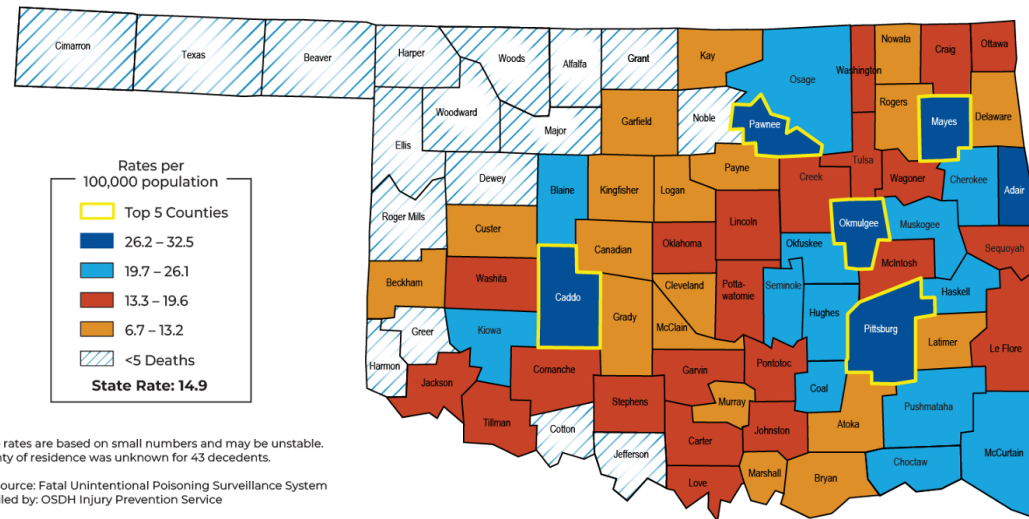 Cimarron
Texas
Beaver
Harper
Woods
Alfalfa
Grant
Kay
Nowata
Craig
Ottawa
Osage
Washington
Woodward
Ellis
Major
Garfield
Noble
Pawnee
Rogers
Mayes
Delaware
Dewey
Blaine
Kingfisher
Logan
Payne
Creek
Tulsa
Wagoner
Cherokee
Adair
Roger Mills
Custer
Canadian
Oklahoma
Lincoln
Okfuskee
Okmulgee
Muskogee
Sequoyah
McIntosh
Beckham
Washita
Caddo
Grady
Cleveland
McClain
Potta-
watomie
Seminole
Hughes
Pittsburg
Haskell
Latimer
Le Flore
Greer
Harmon
Kiowa
Jackson
Tillman
Comanche
Cotton
Stephens
Jefferson
Garvin
Murray
Carter
Love
Pontotoc
Johnston
Marshall
Coal
Atoka
Bryan
Pushmataha
Choctaw
McCurtain
Rates per
100,000 population
Top 5 Counties
26.2 – 32.5
19.7 – 26.1
13.3 – 19.6
6.7 – 13.2
<5 Deaths
State Rate: 14.9
rates are based on small numbers and may be unstable.
of residence was unknown for 43 decedents.
Fatal Unintentional Poisoning Surveillance System
by: OSDH Injury Prevention Service